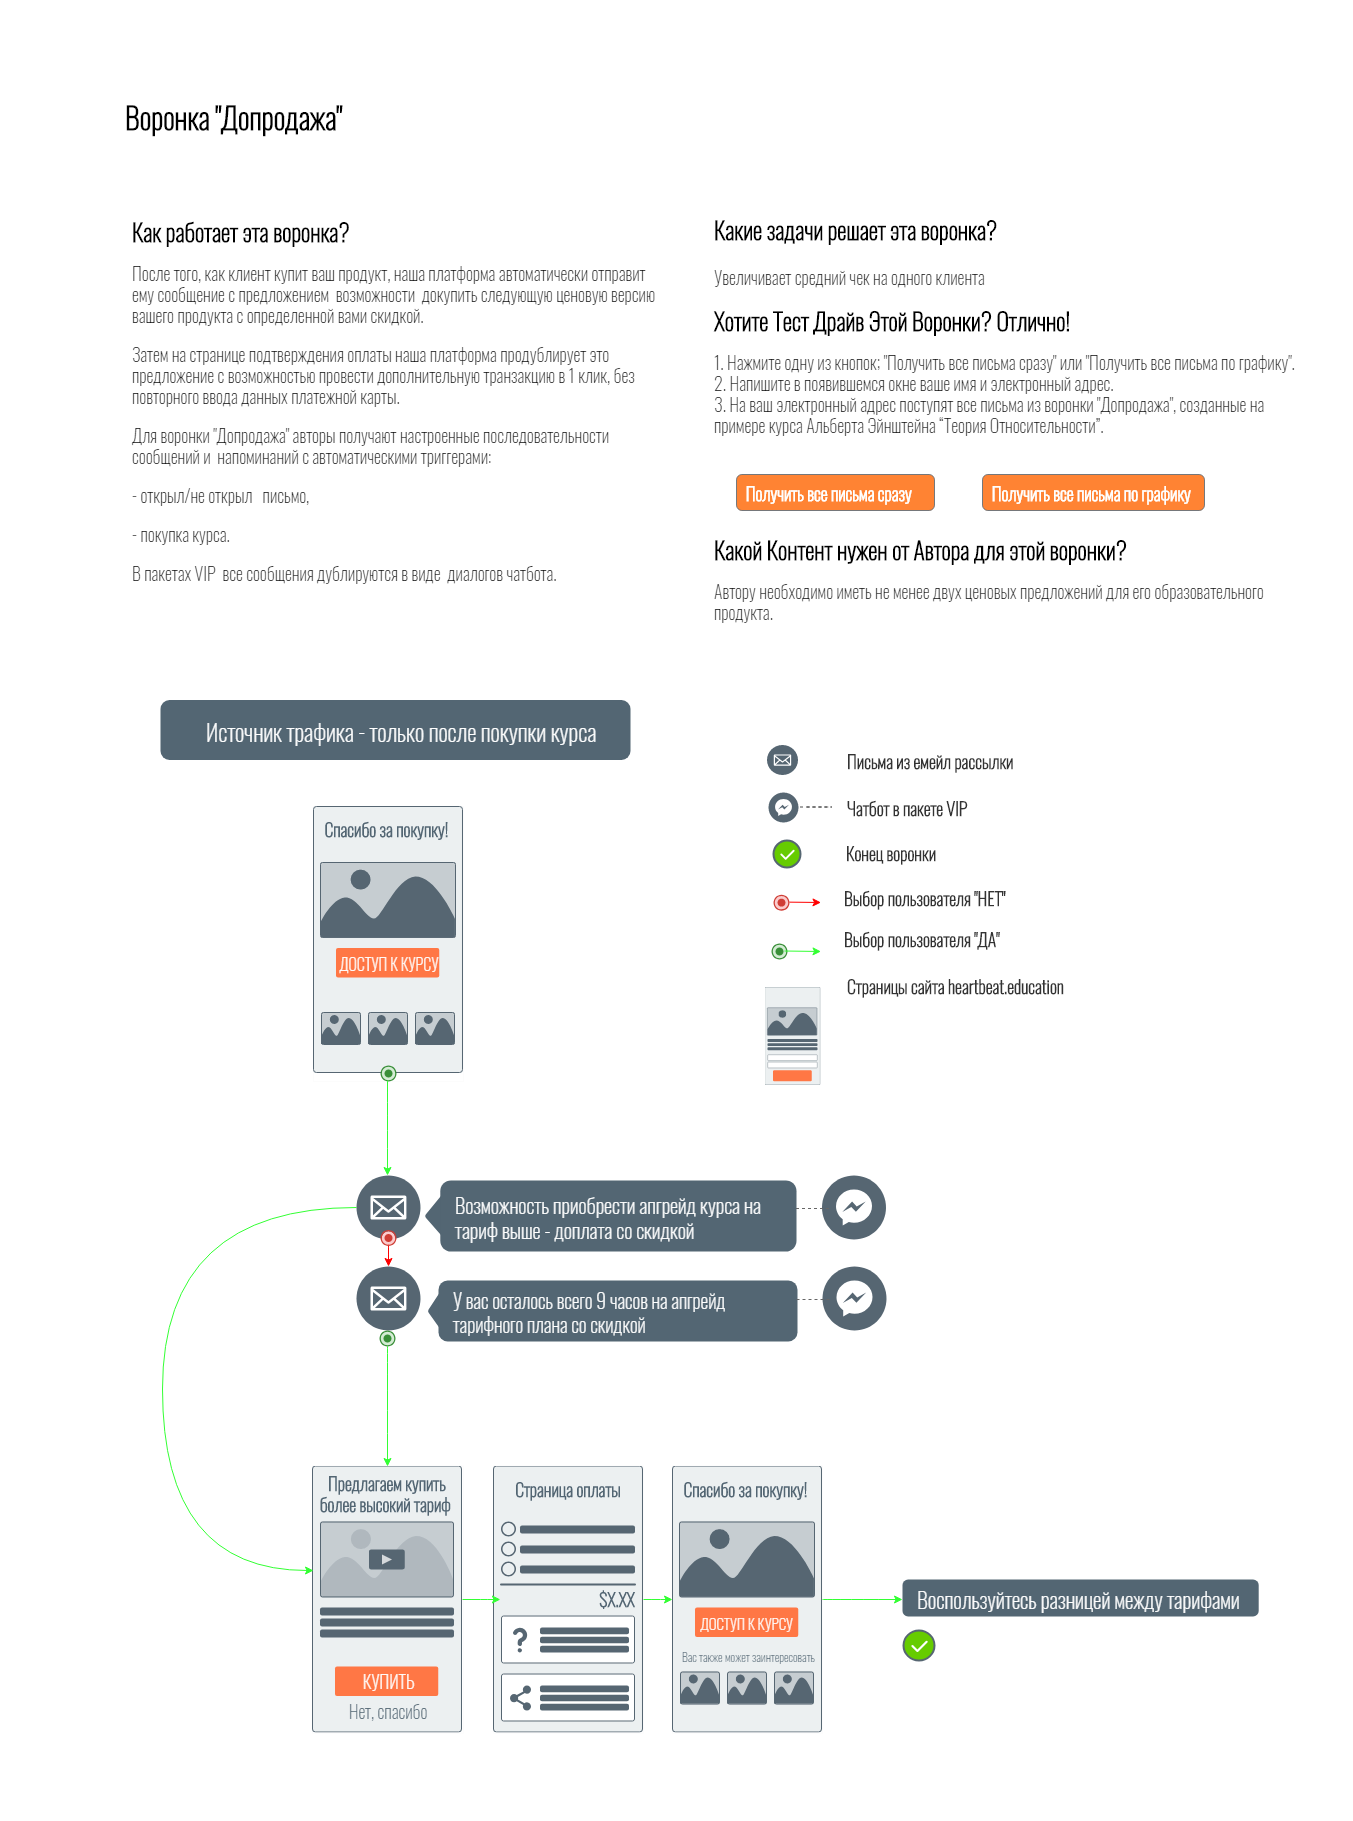 Воронка "Допродажа"
Как работает эта воронка?
После того, как клиент купит ваш продукт, наша платформа автоматически отправит
ему сообщение с предложением возможности докупить следующую ценовую версию
вашего продукта с определенной вами скидкой.
Затем на странице подтверждения оплаты наша платформа продублирует это
предложение с возможностью провести дополнительную транзакцию в 1 клик, без
повторного ввода данных платежной карты.
Для воронки "Допродажа" авторы получают настроенные последовательности
сообщений и напоминаний с автоматическими триггерами:
- открыл/не открыл письмо,
- покупка курса.
В пакетах VIP все сообщения дублируются в виде диалогов чатбота.
Какие задачи решает эта воронка?
Увеличивает средний чек на одного клиента
Хотите Тест Драйв Этой Воронки? Отлично!
1. Нажмите одну из кнопок: "Получить все письма сразу" или "Получить все письма по графику".
2. Напишите в появившемся окне ваше имя и электронный адрес.
3. На ваш электронный адрес поступят все письма из воронки "Допродажа", созданные на
примере курса Альберта Эйнштейна “Теория Относительности”.
Получить все письма сразу
Получить все письма по графику
Какой Контент нужен от Автора для этой воронки?
Автору необходимо иметь не менее двух ценовых предложений для его образовательного
продукта.
Источник трафика - только после покупки курса
Спасибо за покупку!
ДОСТУП К КУРСУ
Письма из емейл рассылки
Чатбот в пакете VIP
Конец воронки
Выбор пользователя "НЕТ"
Выбор пользователя "ДА"
Страницы сайта heartbeat.education
Возможность приобрести апгрейд курса на
тариф выше - доплата со скидкой
У вас осталось всего 9 часов на апгрейд
тарифного плана со скидкой
Предлагаем купить
более высокий тариф
КУПИТЬ
Нет, спасибо
Страница оплаты
$X.XX
?
Спасибо за покупку!
ДОСТУП К КУРСУ
Вас также может заинтересовать
Воспользуйтесь разницей между тарифами